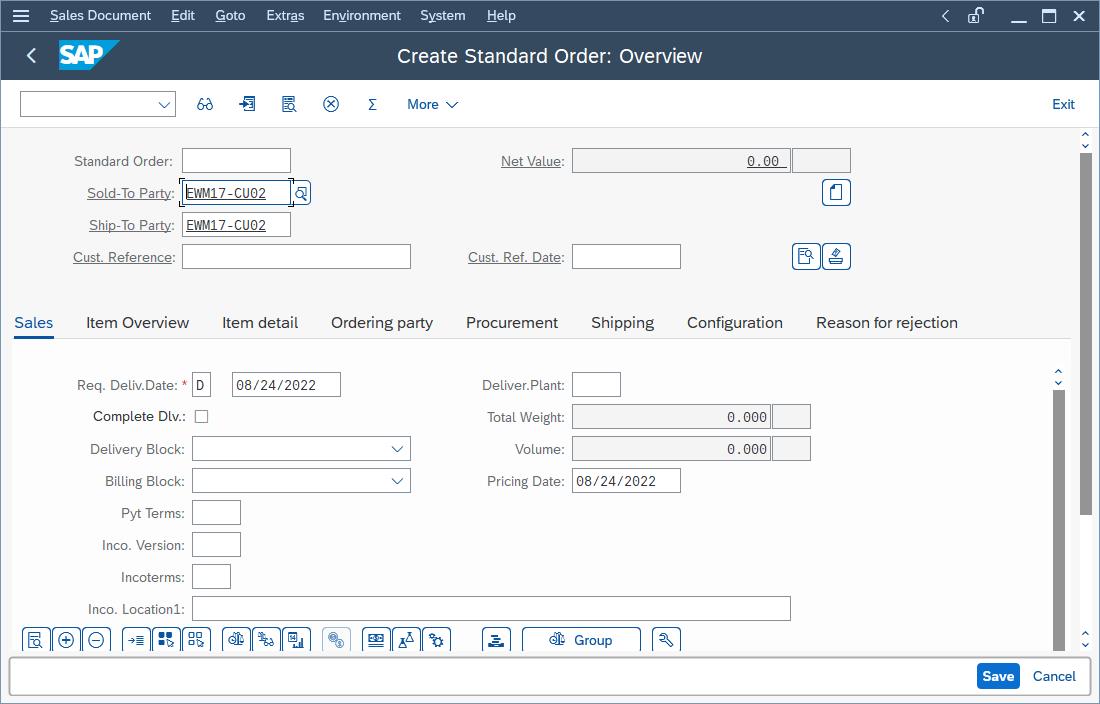 Sales Document Edit Goto Extras Environment System Help
SAP Create Standard Order: Overview
More Exit
Standard Order: Net Value: 0.00
Sold-To Party: EWM17-CU02
Ship-To Party: EWM17-CU02
Cust. Reference: Cust. Ref. Date:
Sales Item Overview Item detail Ordering party Procurement Shipping Configuration Reason for rejection
Req. Deliv.Date: * D 08/24/2022 Deliver.Plant:
Complete Dlv.: Total Weight: 0.000
Delivery Block: Volume: 0.000
Billing Block: Pricing Date: 08/24/2022
Pyt Terms:
Inco. Version:
Incoterms:
Inco. Location1:
Group
Save Cancel